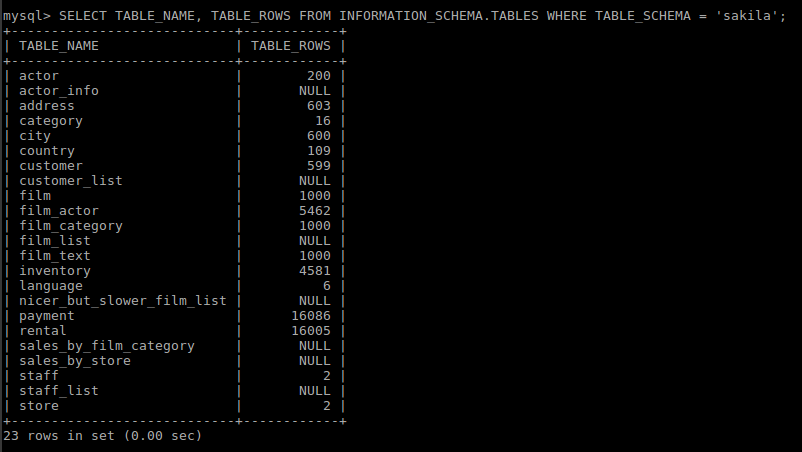 mysql> SELECT TABLE_NAME, TABLE_ROWS FROM INFORMATION_SCHEMA.TABLES WHERE TABLE_SCHEMA = 'sakila';
+----------------------------+------------+
| TABLE_NAME                 | TABLE_ROWS |
+----------------------------+------------+
| actor                      |        200 |
| actor_info                 |       NULL |
| address                    |        603 |
| category                   |         16 |
| city                       |        600 |
| country                    |        109 |
| customer                   |        599 |
| customer_list              |       NULL |
| film                       |       1000 |
| film_actor                 |       5462 |
| film_category              |       1000 |
| film_list                  |       NULL |
| film_text                  |       1000 |
| inventory                  |       4581 |
| language                   |          6 |
| nicer_but_slower_film_list |       NULL |
| payment                    |      16086 |
| rental                     |      16005 |
| sales_by_film_category     |       NULL |
| sales_by_store             |       NULL |
| staff                      |          2 |
| staff_list                 |       NULL |
| store                      |          2 |
+----------------------------+------------+
23 rows in set (0.00 sec)